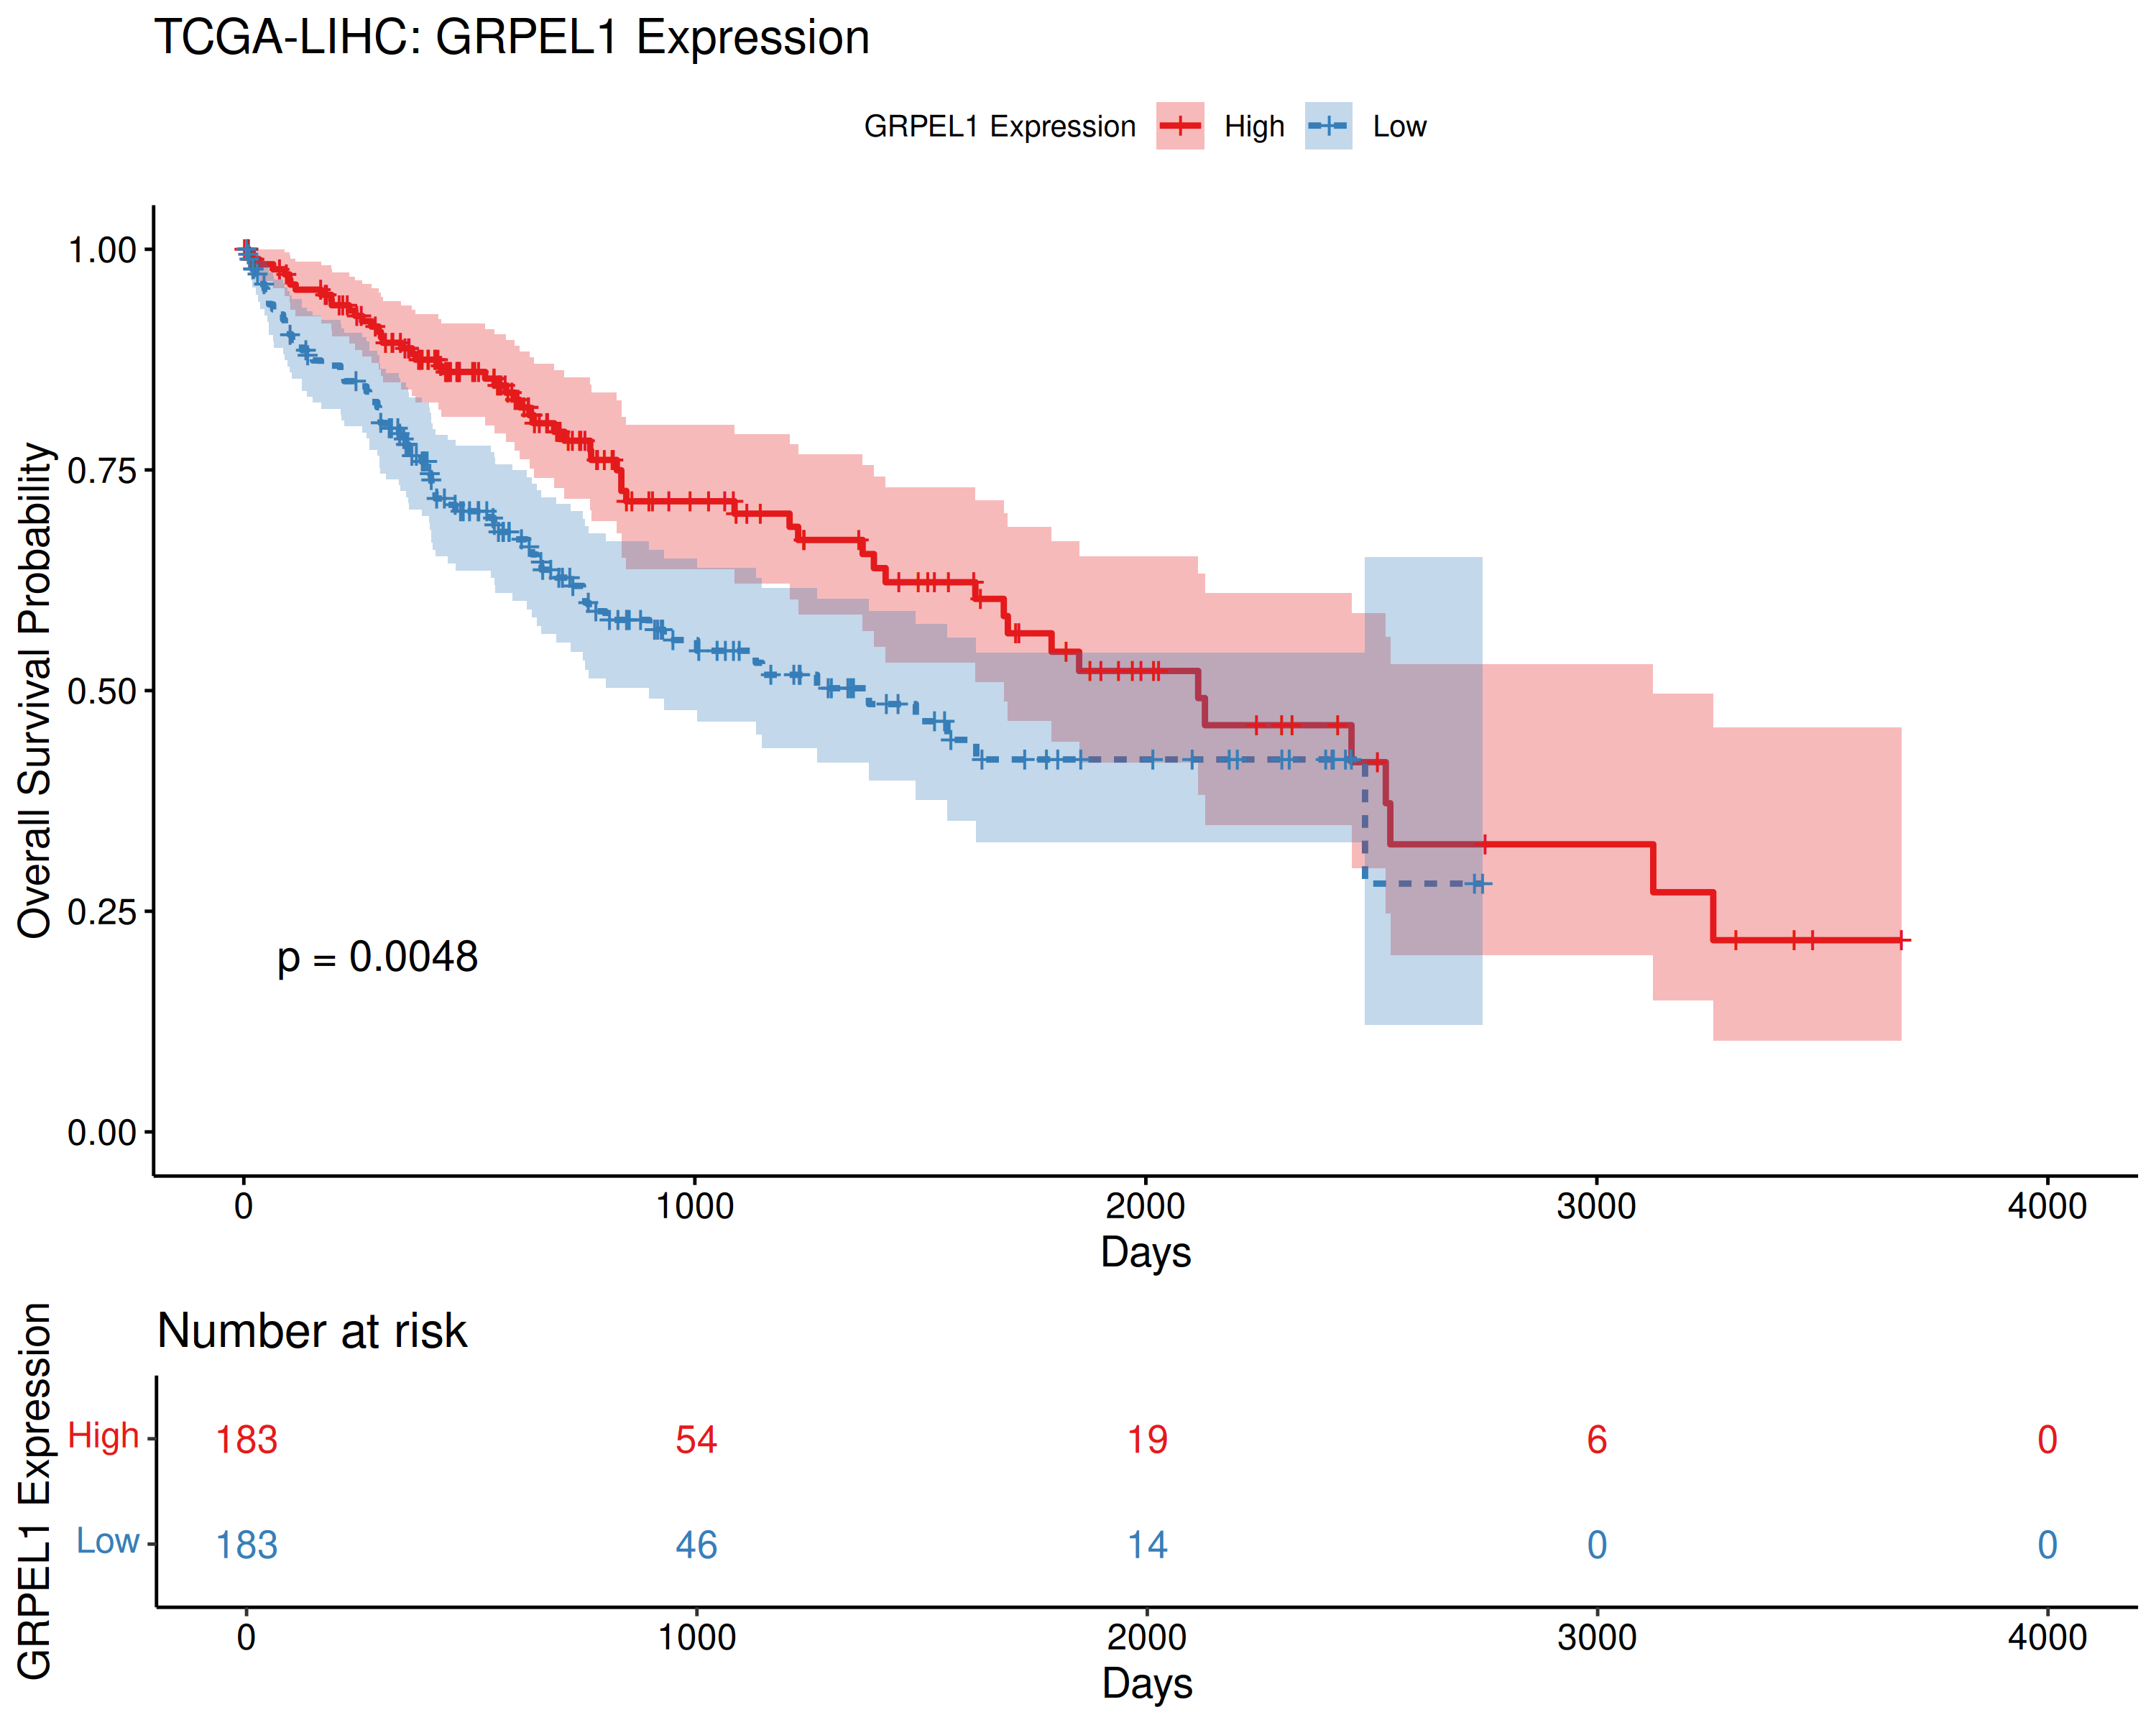 TCGA-LIHC: GRPEL1 Expression
GRPEL1 Expression High Low
Overall Survival Probability
1.00
0.75
0.50
0.25
0.00
p = 0.0048
0 1000 2000 3000 4000
Days
Number at risk
GRPEL1 Expression
High 183 54 19 6 0
Low 183 46 14 0 0
0 1000 2000 3000 4000
Days